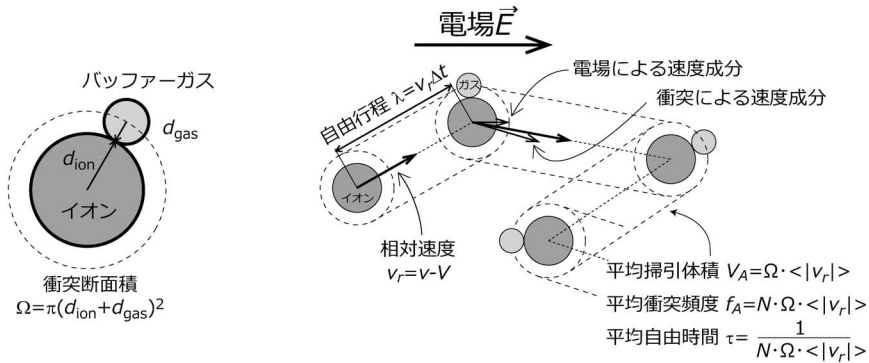 バッファーガス
d_gas
d_ion
イオン
衝突断面積
Ω=π(d_ion+d_gas)²
電場E⃗
ガス
電場による速度成分
衝突による速度成分
自由行程 λ=v_rΔt
イオン
相対速度
v_r=v-V
平均掃引体積 V_A=Ω·<|v_r|>
平均衝突頻度 f_A=N·Ω·<|v_r|>
平均自由時間 τ= 1
N·Ω·<|v_r|>